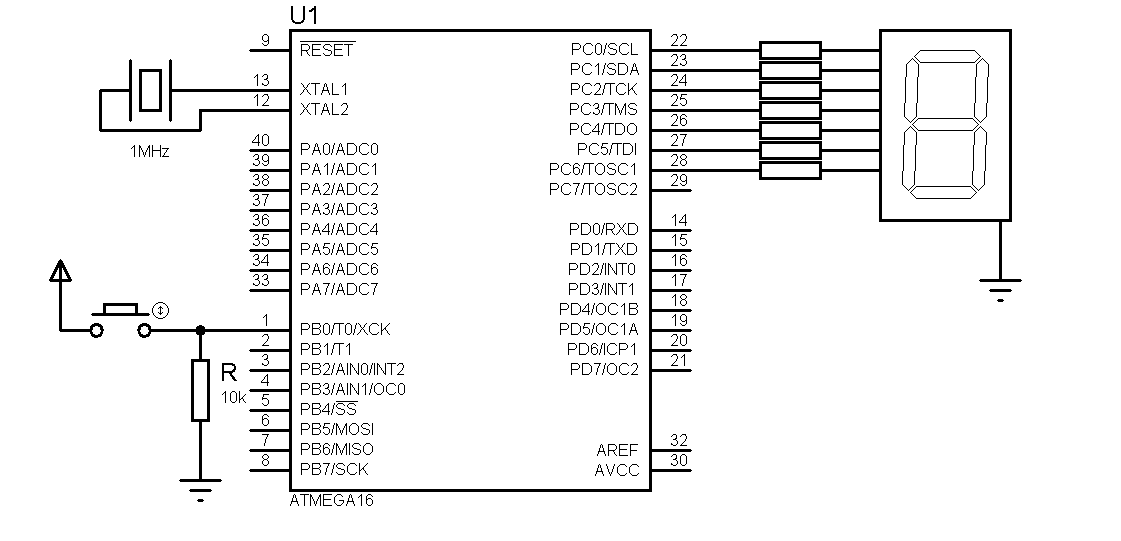 U1
9 RESET PC0/SCL 22
PC1/SDA 23
13 XTAL1 PC2/TCK 24
12 XTAL2 PC3/TMS 25
PC4/TDO 26
1MHz
40 PA0/ADC0 PC5/TDI 27
39 PA1/ADC1 PC6/TOSC1 28
38 PA2/ADC2 PC7/TOSC2 29
37 PA3/ADC3
36 PA4/ADC4 PD0/RXD 14
35 PA5/ADC5 PD1/TXD 15
34 PA6/ADC6 PD2/INT0 16
33 PA7/ADC7 PD3/INT1 17
PD4/OC1B 18
1 PB0/T0/XCK PD5/OC1A 19
2 PB1/T1 PD6/ICP1 20
3 PB2/AIN0/INT2 PD7/OC2 21
R
10k
4 PB3/AIN1/OC0
5 PB4/SS
6 PB5/MOSI
7 PB6/MISO AREF 32
8 PB7/SCK AVCC 30
ATMEGA16